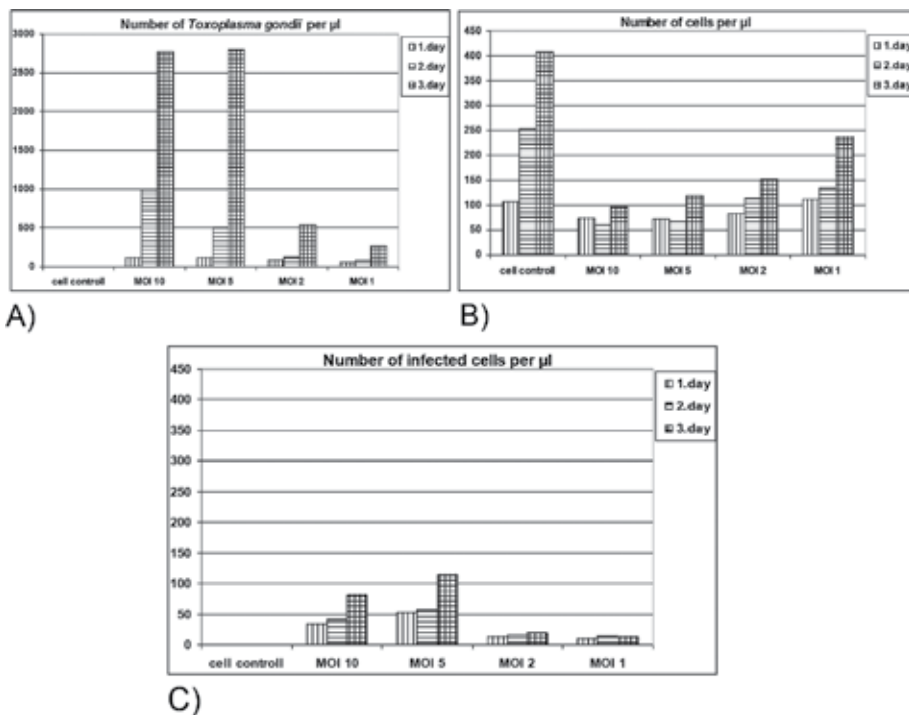 Number of Toxoplasma gondii per µl
3000
2500
2000
1500
1000
500
0
cell controll MOI 10 MOI 5 MOI 2 MOI 1
1.day
2.day
3.day
A)
Number of cells per µl
450
400
350
300
250
200
150
100
50
0
cell controll MOI 10 MOI 5 MOI 2 MOI 1
1.day
2.day
3.day
B)
Number of infected cells per µl
450
400
350
300
250
200
150
100
50
0
cell controll MOI 10 MOI 5 MOI 2 MOI 1
1.day
2.day
3.day
C)